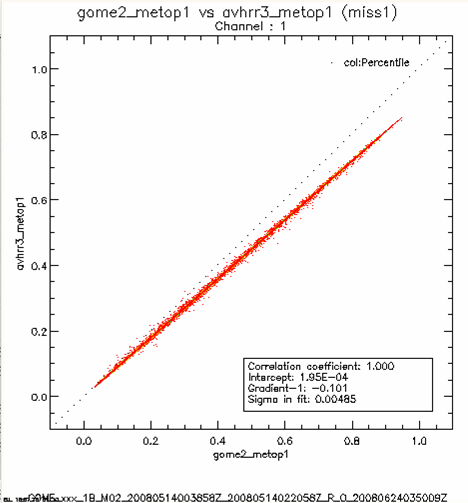 gome2_metop1 vs avhrr3_metop1 (miss1)
Channel : 1
col:Percentile
1.0
0.8
0.6
0.4
0.2
0.0
avhrr3_metop1
Correlation coefficient: 1.000
Intercept: 1.95E-04
Gradient-1: -0.101
Sigma in fit: 0.00485
0.0 0.2 0.4 0.6 0.8 1.0
gome2_metop1
1B_M02_20080514003858Z_20080514022058Z_R_O_20080624035009Z